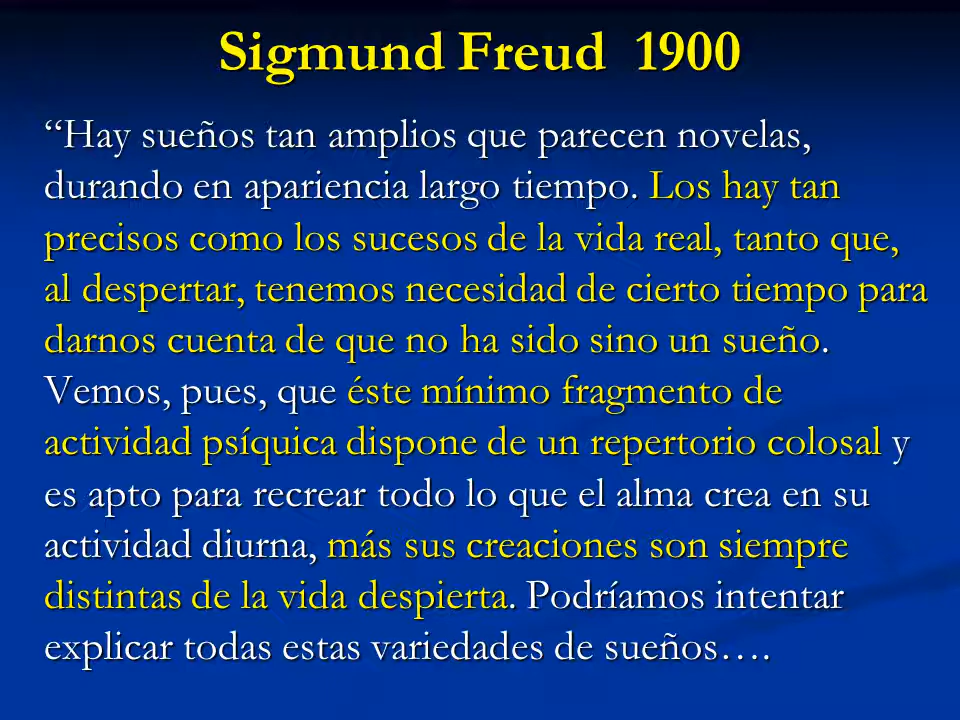 Sigmund Freud 1900
“Hay sueños tan amplios que parecen novelas,
durando en apariencia largo tiempo. Los hay tan
precisos como los sucesos de la vida real, tanto que,
al despertar, tenemos necesidad de cierto tiempo para
darnos cuenta de que no ha sido sino un sueño.
Vemos, pues, que éste mínimo fragmento de
actividad psíquica dispone de un repertorio colosal y
es apto para recrear todo lo que el alma crea en su
actividad diurna, más sus creaciones son siempre
distintas de la vida despierta. Podríamos intentar
explicar todas estas variedades de sueños….